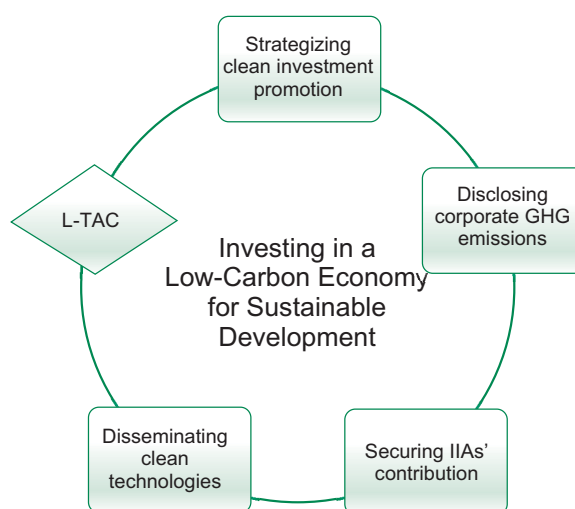 Strategizing
clean investment
promotion
L-TAC
Disclosing
corporate GHG
emissions
Investing in a
Low-Carbon Economy
for Sustainable
Development
Disseminating
clean
technologies
Securing IIAs'
contribution